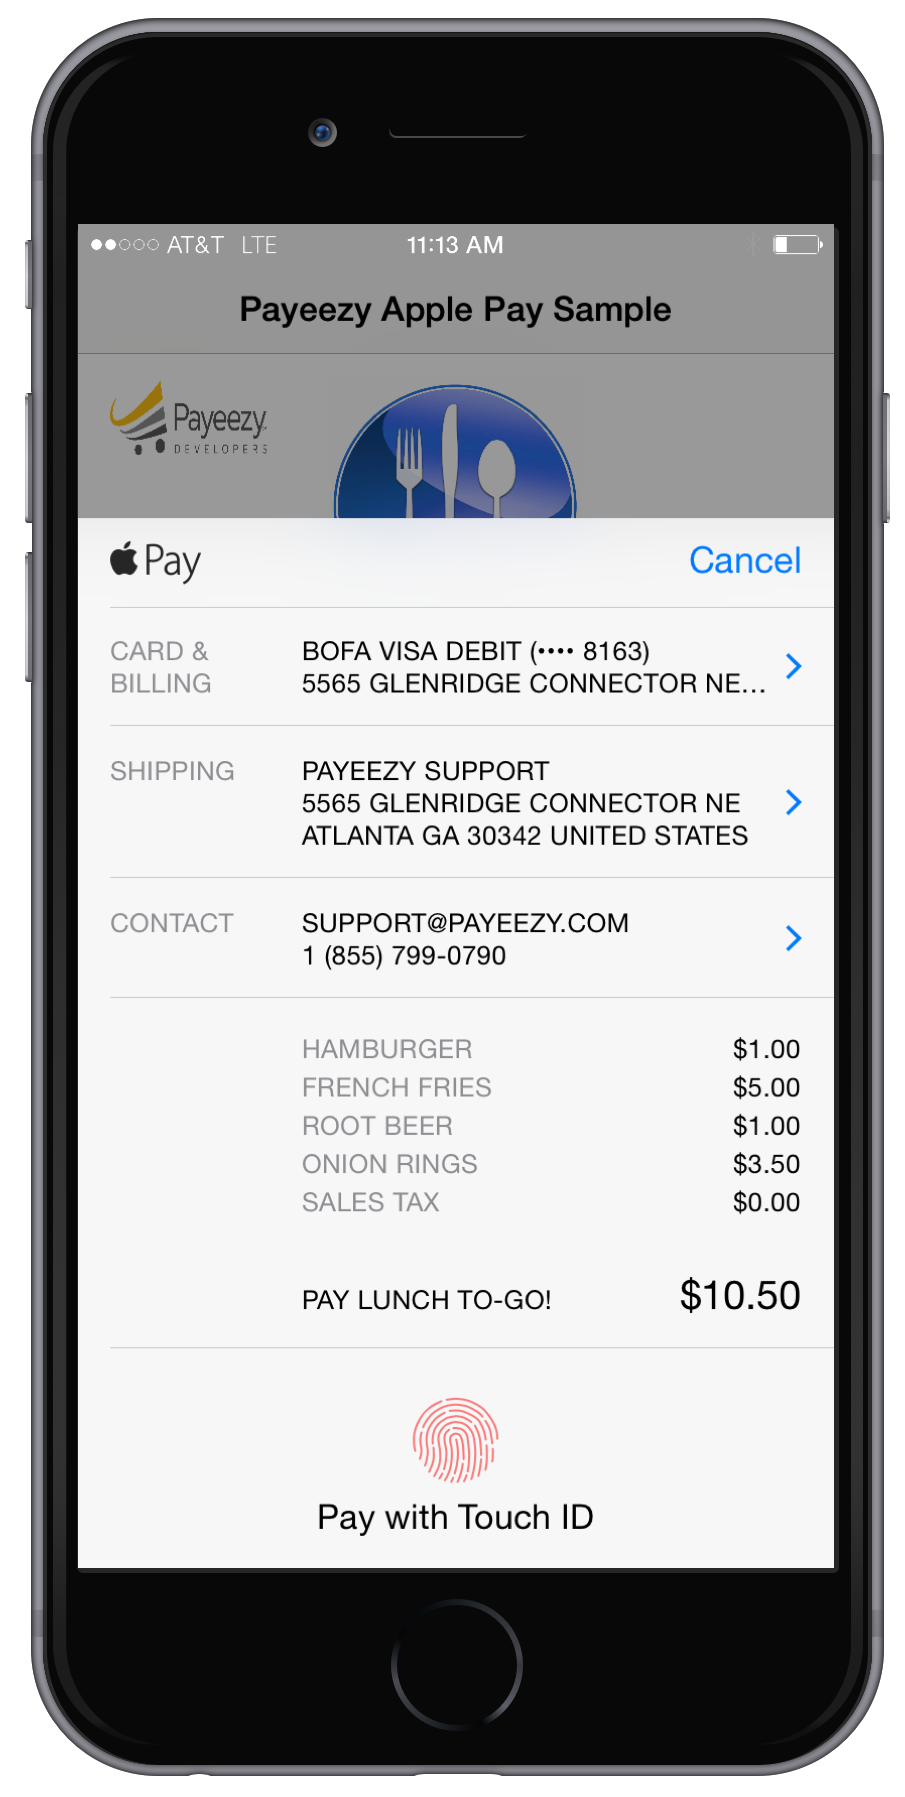 AT&T LTE 11:13 AM
Payeezy Apple Pay Sample
Payeezy
DEVELOPERS
Pay Cancel
CARD & BILLING
BOFA VISA DEBIT (•••• 8163)
5565 GLENRIDGE CONNECTOR NE...
SHIPPING
PAYEEZY SUPPORT
5565 GLENRIDGE CONNECTOR NE
ATLANTA GA 30342 UNITED STATES
CONTACT
SUPPORT@PAYEEZY.COM
1 (855) 799-0790
HAMBURGER $1.00
FRENCH FRIES $5.00
ROOT BEER $1.00
ONION RINGS $3.50
SALES TAX $0.00
PAY LUNCH TO-GO! $10.50
Pay with Touch ID